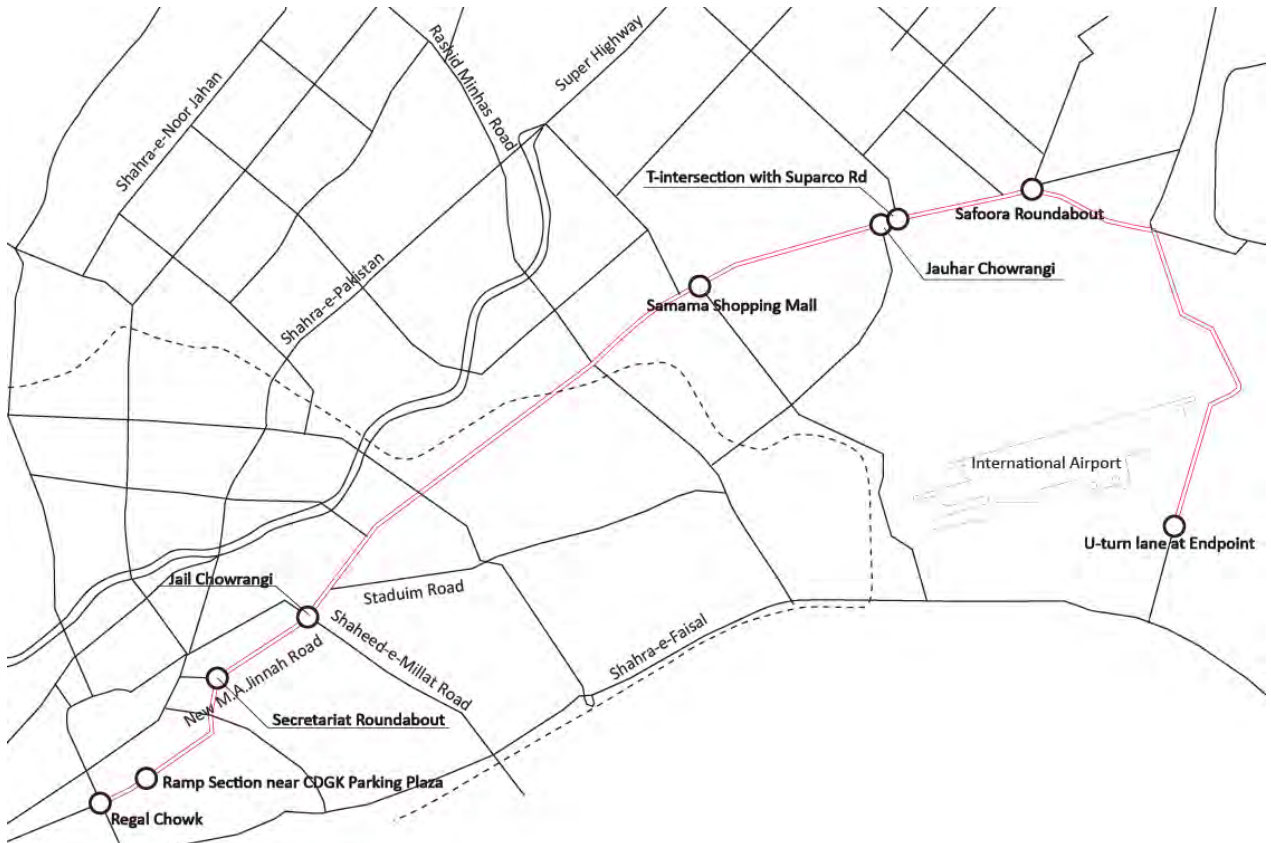 Rashid Minhas Road
Super Highway
Shahra-e-Noor Jahan
T-intersection with Suparco Rd
Safoora Roundabout
Jauhar Chowrangi
Shahra-e-Pakistan
Samama Shopping Mall
International Airport
U-turn lane at Endpoint
Jail Chowrangi
Staduim Road
Shaheed-e-Millat Road
Shahra-e-Faisal
New M.A.Jinnah Road
Secretariat Roundabout
Ramp Section near CDGK Parking Plaza
Regal Chowk